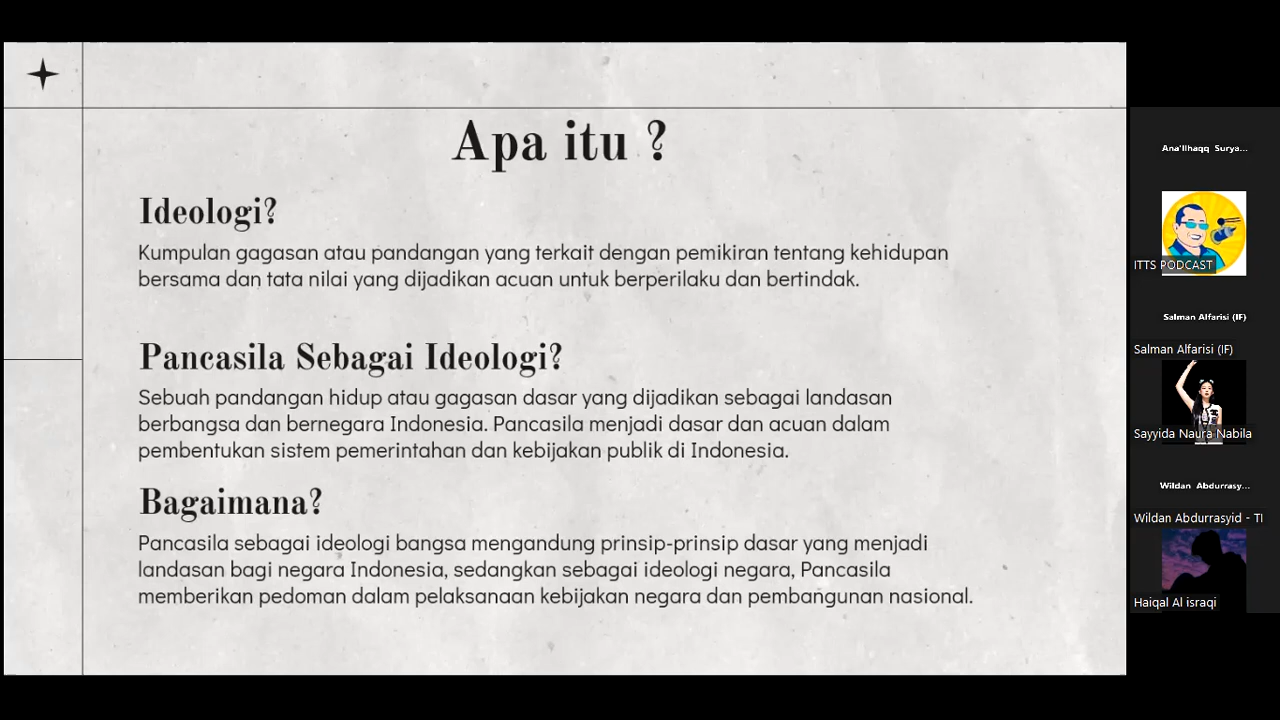 Apa itu ?
Ideologi?
Kumpulan gagasan atau pandangan yang terkait dengan pemikiran tentang kehidupan
bersama dan tata nilai yang dijadikan acuan untuk berperilaku dan bertindak.
Pancasila Sebagai Ideologi?
Sebuah pandangan hidup atau gagasan dasar yang dijadikan sebagai landasan
berbangsa dan bernegara Indonesia. Pancasila menjadi dasar dan acuan dalam
pembentukan sistem pemerintahan dan kebijakan publik di Indonesia.
Bagaimana?
Pancasila sebagai ideologi bangsa mengandung prinsip-prinsip dasar yang menjadi
landasan bagi negara Indonesia, sedangkan sebagai ideologi negara, Pancasila
memberikan pedoman dalam pelaksanaan kebijakan negara dan pembangunan nasional.
Ana'llhaqq Surya...
ITTS PODCAST
Salman Alfarisi (IF)
Salman Alfarisi (IF)
Sayyida Naura Nabila
Wildan Abdurrasy...
Wildan Abdurrasyid - TI
Haiqal Al israqi